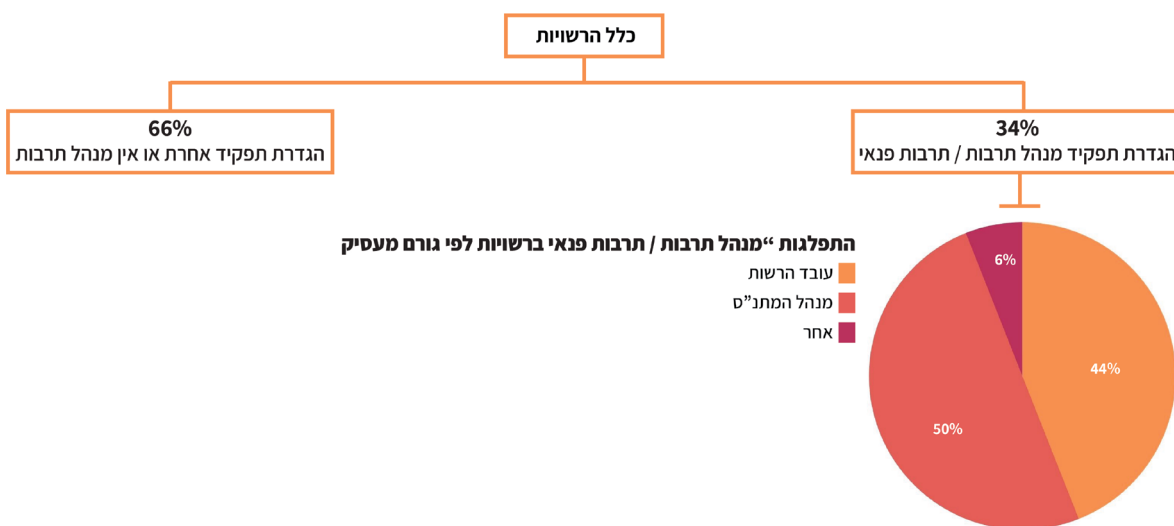 כלל הרשויות
34%
הגדרת תפקיד מנהל תרבות / תרבות פנאי
66%
הגדרת תפקיד אחרת או אין מנהל תרבות
התפלגות “מנהל תרבות / תרבות פנאי ברשויות לפי גורם מעסיק
עובד הרשות
מנהל המתנ”ס
אחר
6%
44%
50%